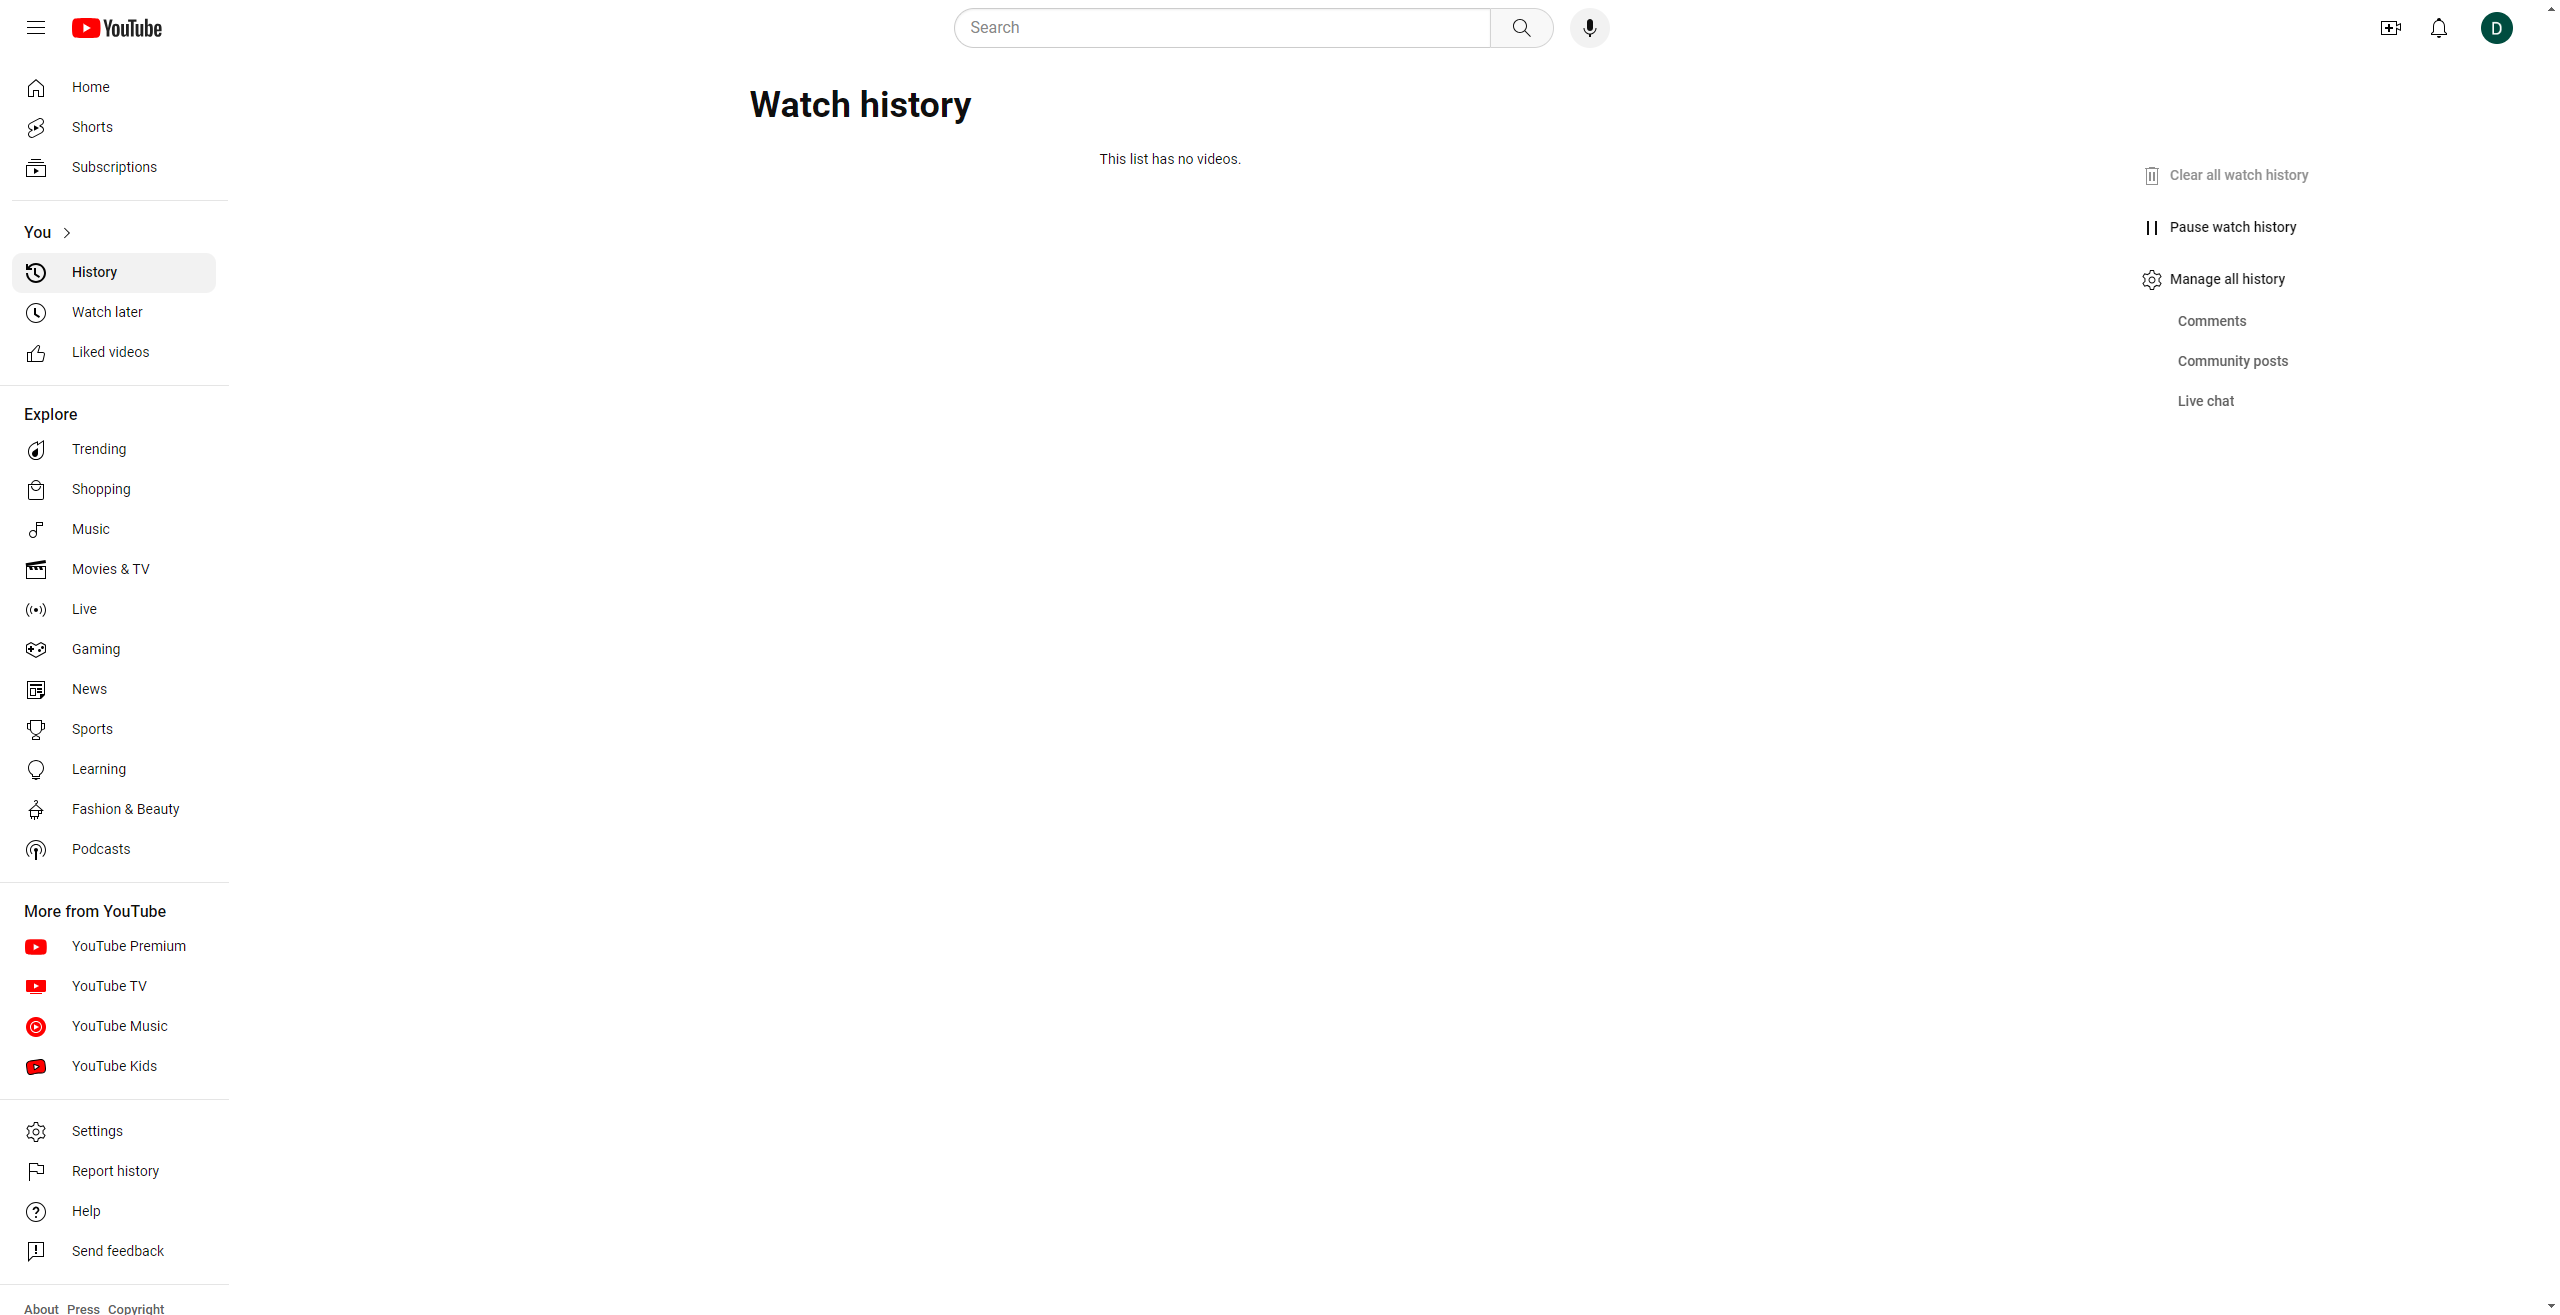 YouTube
Search
D
Home
Shorts
Subscriptions
You
History
Watch later
Liked videos
Explore
Trending
Shopping
Music
Movies & TV
Live
Gaming
News
Sports
Learning
Fashion & Beauty
Podcasts
More from YouTube
YouTube Premium
YouTube TV
YouTube Music
YouTube Kids
Settings
Report history
Help
Send feedback
About Press Copyright
Watch history
This list has no videos.
Clear all watch history
Pause watch history
Manage all history
Comments
Community posts
Live chat